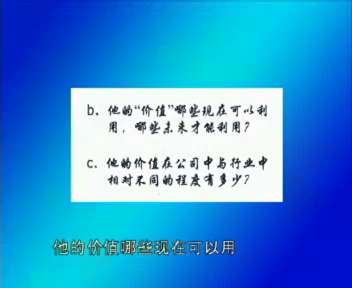 b、他的“价值”哪些现在可以利
用，哪些未来才能利用？
c、他的价值在公司中与行业中
相对不同的程度有多少？
他的价值哪些现在可以用